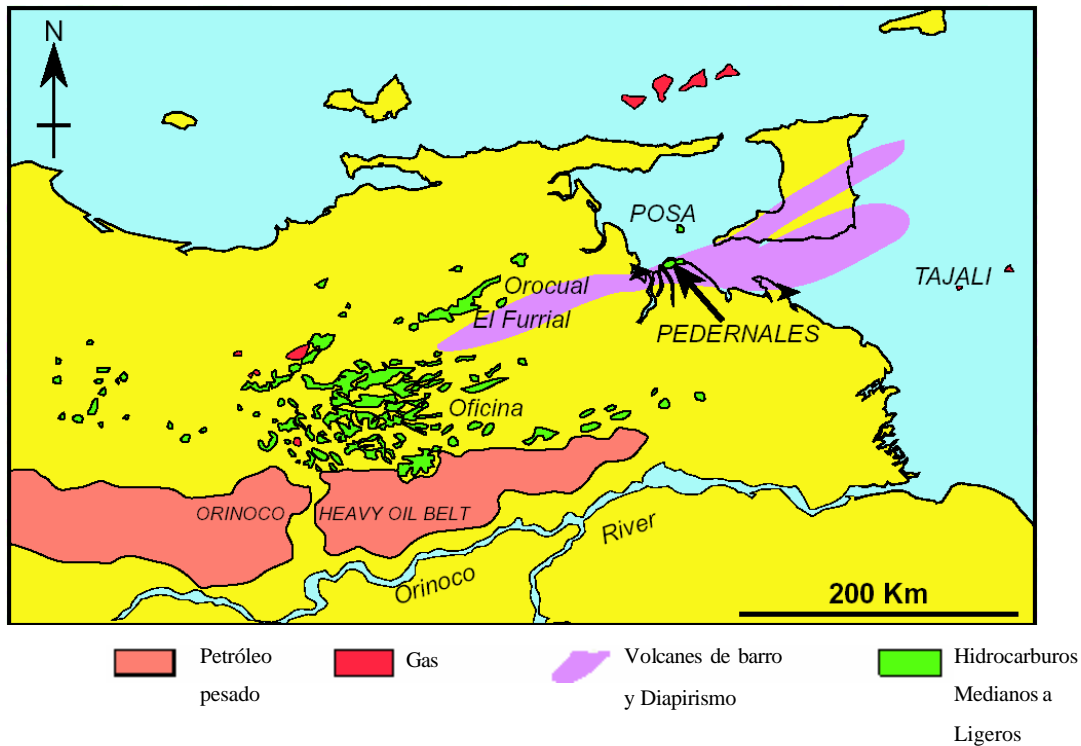 N
POSA
TAJALI
Orocual
El Furrial
PEDERNALES
Oficina
ORINOCO HEAVY OIL BELT
River
Orinoco
200 Km
Petróleo
pesado
Gas
Volcanes de barro
y Diapirismo
Hidrocarburos
Medianos a
Ligeros